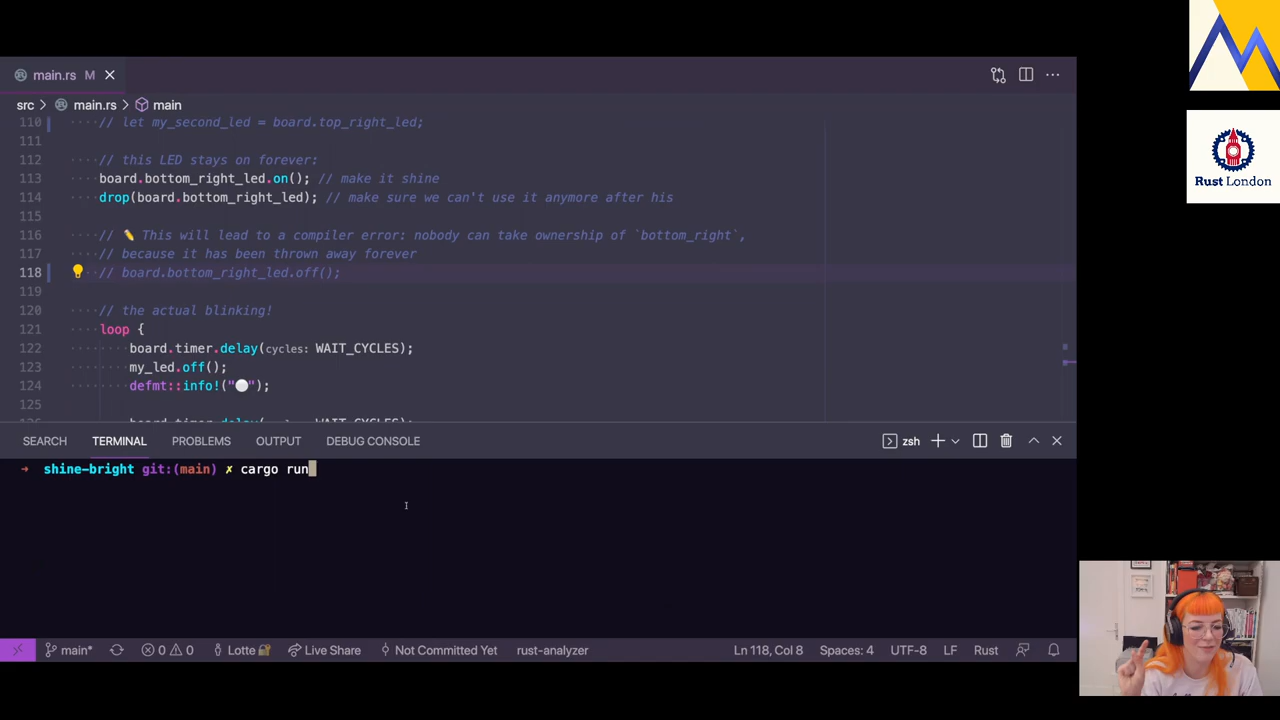 main.rs M
src > main.rs > main
110 // let my_second_led = board.top_right_led;
111
112 // this LED stays on forever:
113 board.bottom_right_led.on(); // make it shine
114 drop(board.bottom_right_led); // make sure we can't use it anymore after his
115
116 // ✏️ This will lead to a compiler error: nobody can take ownership of `bottom_right`,
117 // because it has been thrown away forever
118 // board.bottom_right_led.off();
119
120 // the actual blinking!
121 loop {
122 board.timer.delay(cycles: WAIT_CYCLES);
123 my_led.off();
124 defmt::info!("⚪");
125
SEARCH TERMINAL PROBLEMS OUTPUT DEBUG CONSOLE zsh
→ shine-bright git:(main) ✗ cargo run
main* 0 0 Lotte🔐 Live Share Not Committed Yet rust-analyzer Ln 118, Col 8 Spaces: 4 UTF-8 LF Rust
Rust London